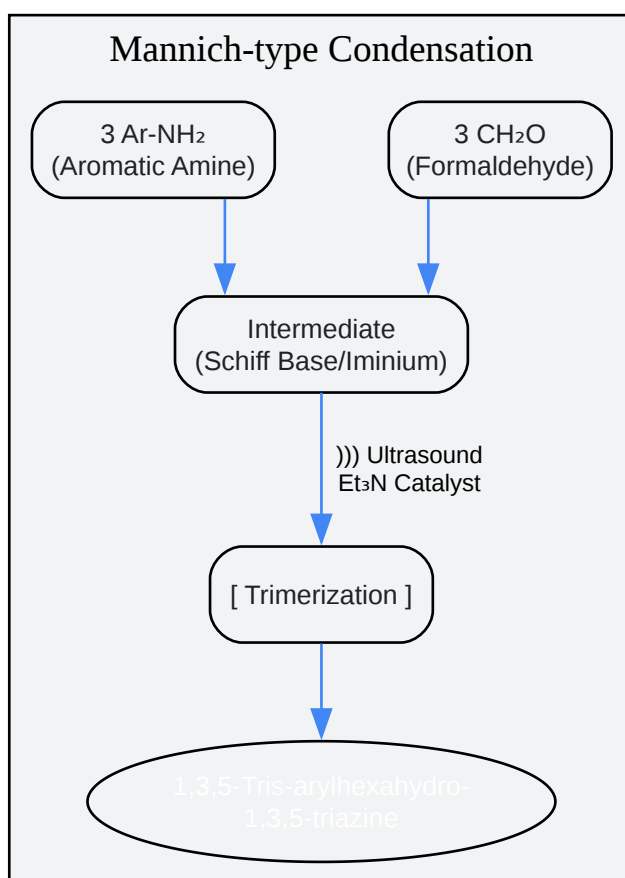 Mannich-type Condensation
3 Ar-NH₂
(Aromatic Amine)
3 CH₂O
(Formaldehyde)
Intermediate
(Schiff Base/Iminium)
))) Ultrasound
Et₃N Catalyst
[ Trimerization ]
1,3,5-Tris-arylhexahydro-
1,3,5-triazine